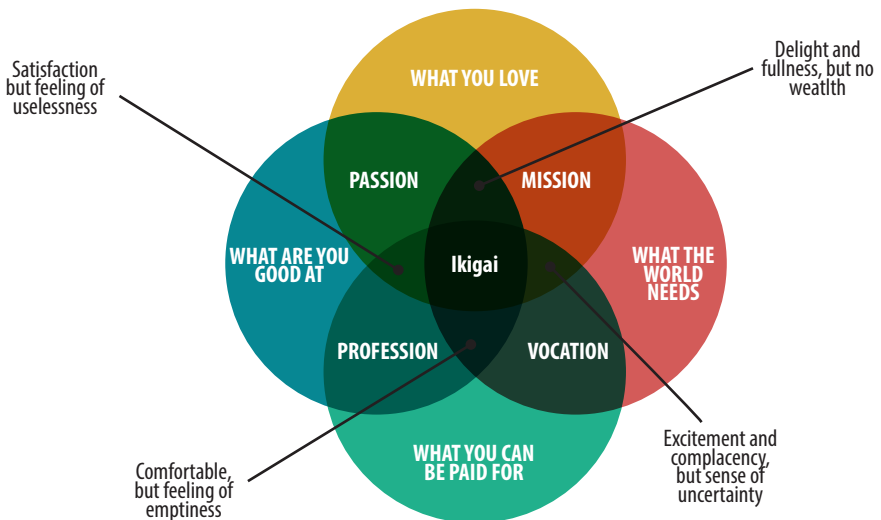 Satisfaction
but feeling of
uselessness
WHAT YOU LOVE
Delight and
fullness, but no
weatlth
PASSION
MISSION
WHAT ARE YOU
GOOD AT
Ikigai
WHAT THE
WORLD
NEEDS
PROFESSION
VOCATION
WHAT YOU CAN
BE PAID FOR
Comfortable,
but feeling of
emptiness
Excitement and
complacency,
but sense of
uncertainty